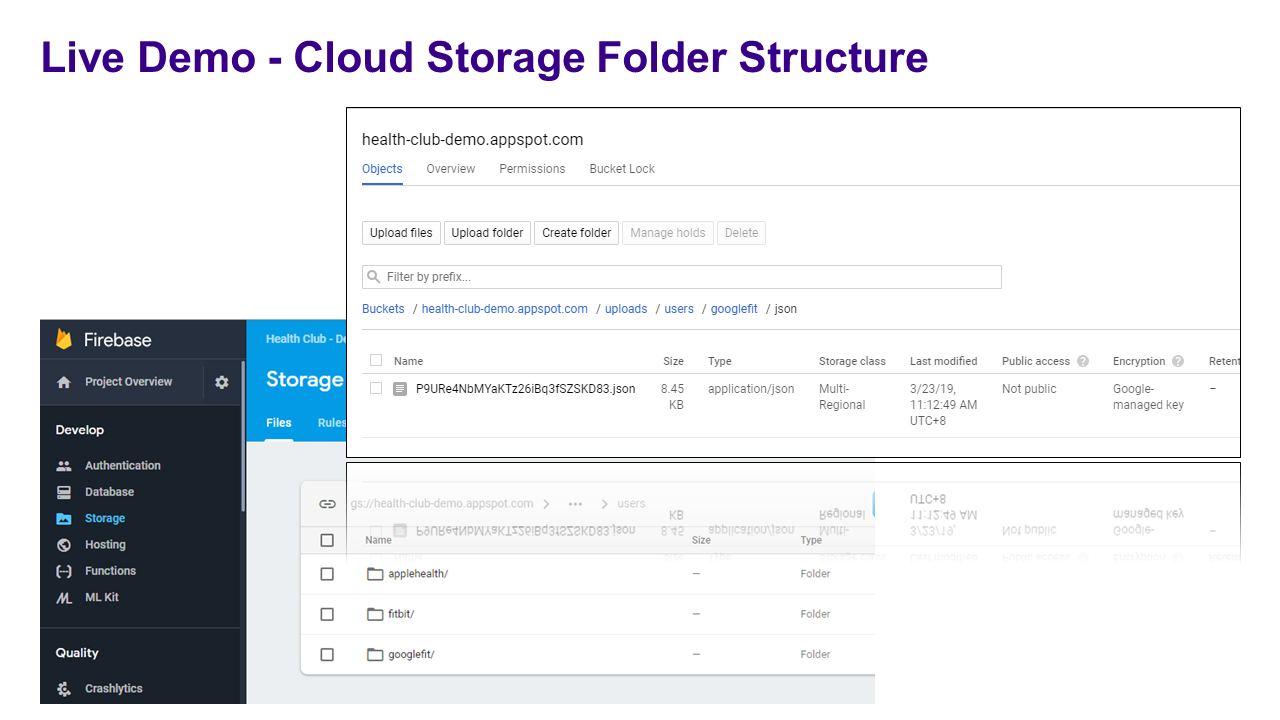 Live Demo - Cloud Storage Folder Structure
health-club-demo.appspot.com
Objects Overview Permissions Bucket Lock
Upload files Upload folder Create folder Manage holds Delete
Filter by prefix...
Buckets / health-club-demo.appspot.com / uploads / users / googlefit / json
Name Size Type Storage class Last modified Public access Encryption Retent
P9URe4NbMYaKTz26iBq3fSZSKD83.json 8.45 KB application/json Multi-Regional 3/23/19, 11:12:49 AM UTC+8 Not public Google-managed key –
Firebase
Project Overview
Develop
Authentication
Database
Storage
Hosting
Functions
ML Kit
Quality
Crashlytics
Health Club - De
Storage
Files Rules
gs://health-club-demo.appspot.com > ••• > users
Name Size Type
applehealth/ – Folder
fitbit/ – Folder
googlefit/ – Folder